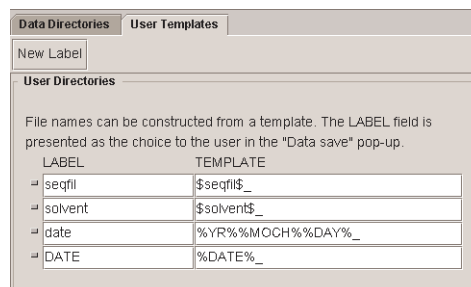 Data Directories User Templates
New Label
User Directories
File names can be constructed from a template. The LABEL field is
presented as the choice to the user in the "Data save" pop-up.
LABEL TEMPLATE
seqfil $seqfil$_
solvent $solvent$_
date %YR%%MOCH%%DAY%_
DATE %DATE%_